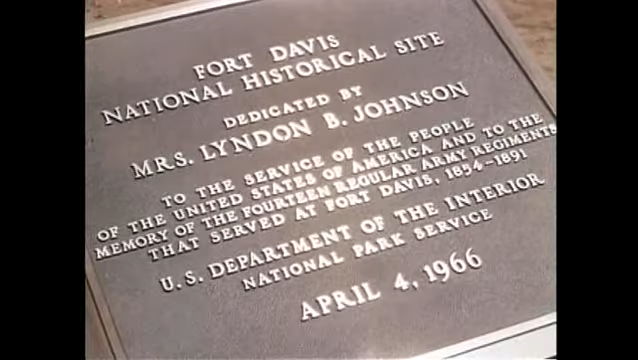 FORT DAVIS
NATIONAL HISTORICAL SITE
DEDICATED BY
MRS. LYNDON B. JOHNSON
TO THE SERVICE OF THE PEOPLE
OF THE UNITED STATES OF AMERICA AND TO THE
MEMORY OF THE FOURTEEN REGULAR ARMY REGIMENTS
THAT SERVED AT FORT DAVIS, 1854-1891
U.S. DEPARTMENT OF THE INTERIOR
NATIONAL PARK SERVICE
APRIL 4, 1966